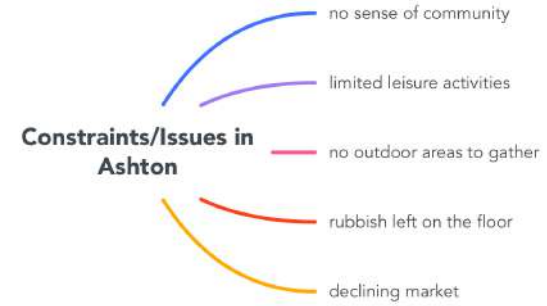 Constraints/Issues in
Ashton
no sense of community
limited leisure activities
no outdoor areas to gather
rubbish left on the floor
declining market